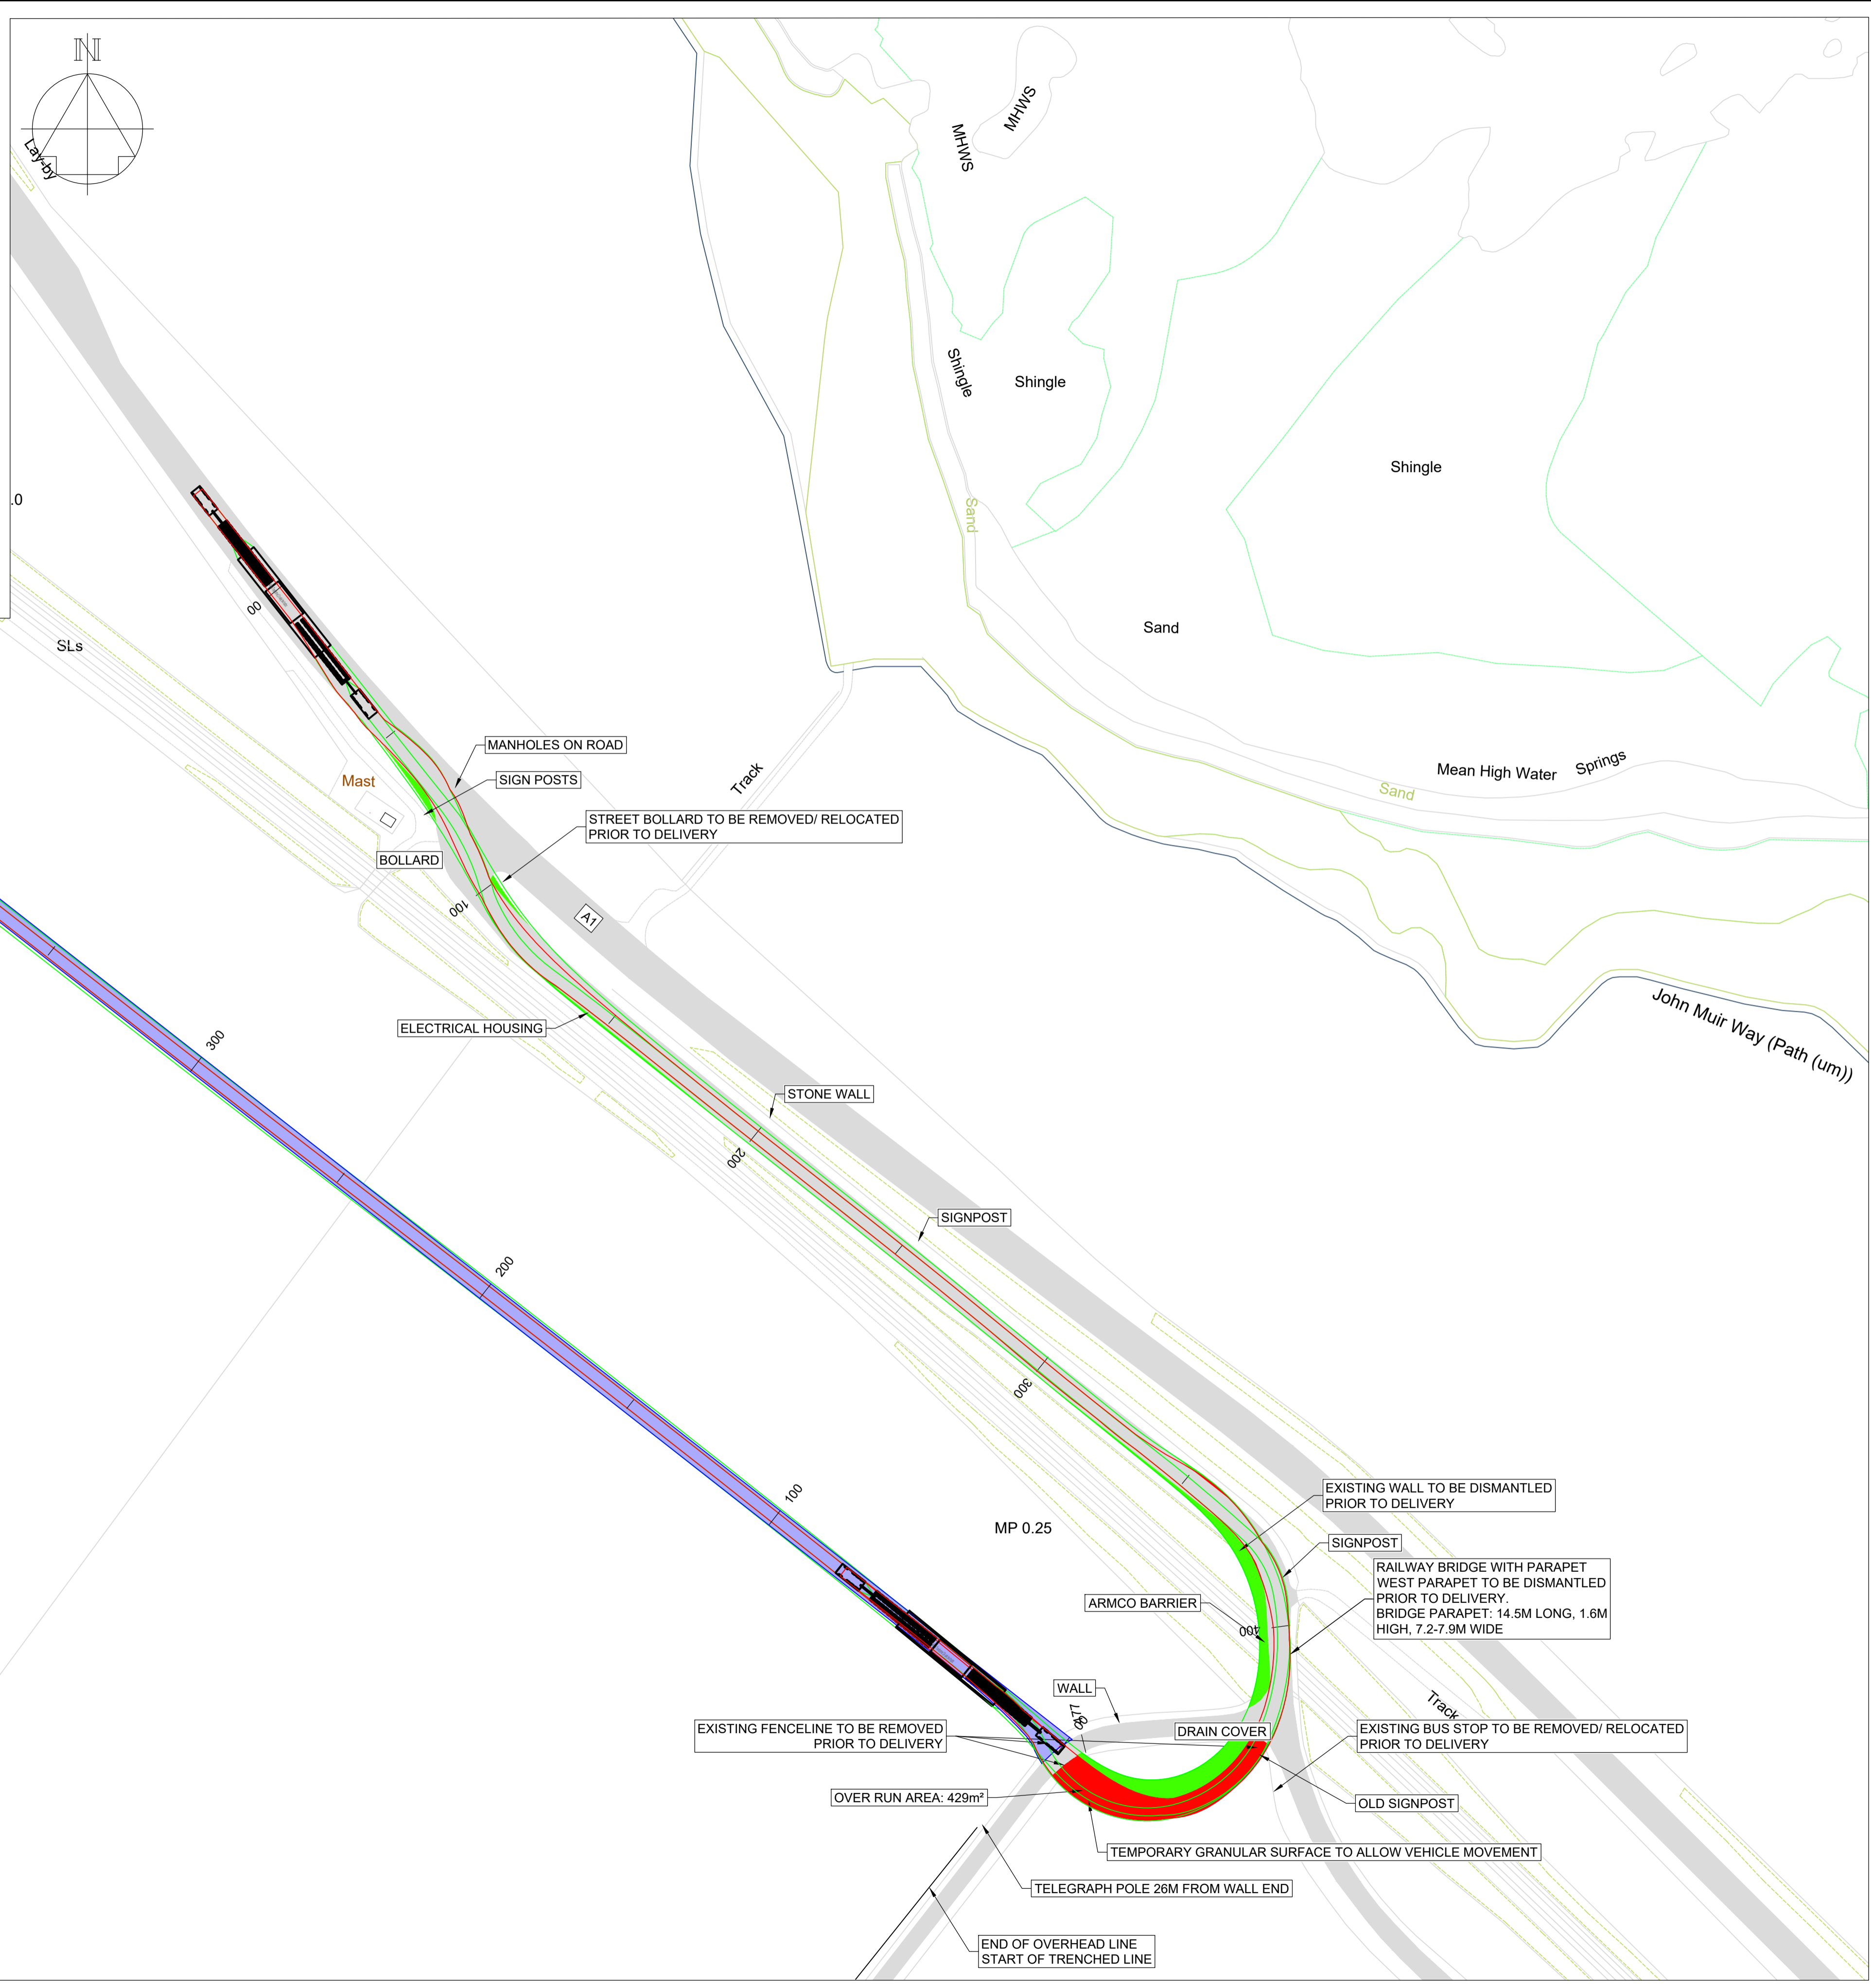 N
Lay-by
MHWS
MHWS
Shingle
Shingle
Shingle
.0
Sand
00
SLs
Sand
MANHOLES ON ROAD
SIGN POSTS
Mast
Track
Mean High Water
Springs
Sand
STREET BOLLARD TO BE REMOVED/ RELOCATED
PRIOR TO DELIVERY
BOLLARD
100
A1
John Muir Way (Path (um))
ELECTRICAL HOUSING
300
STONE WALL
200
SIGNPOST
200
300
100
MP 0.25
EXISTING WALL TO BE DISMANTLED
PRIOR TO DELIVERY
SIGNPOST
RAILWAY BRIDGE WITH PARAPET
WEST PARAPET TO BE DISMANTLED
PRIOR TO DELIVERY.
BRIDGE PARAPET: 14.5M LONG, 1.6M
HIGH, 7.2-7.9M WIDE
ARMCO BARRIER
400
WALL
Track
EXISTING FENCELINE TO BE REMOVED
PRIOR TO DELIVERY
DRAIN COVER
EXISTING BUS STOP TO BE REMOVED/ RELOCATED
PRIOR TO DELIVERY
OVER RUN AREA: 429m²
OLD SIGNPOST
TEMPORARY GRANULAR SURFACE TO ALLOW VEHICLE MOVEMENT
TELEGRAPH POLE 26M FROM WALL END
END OF OVERHEAD LINE
START OF TRENCHED LINE